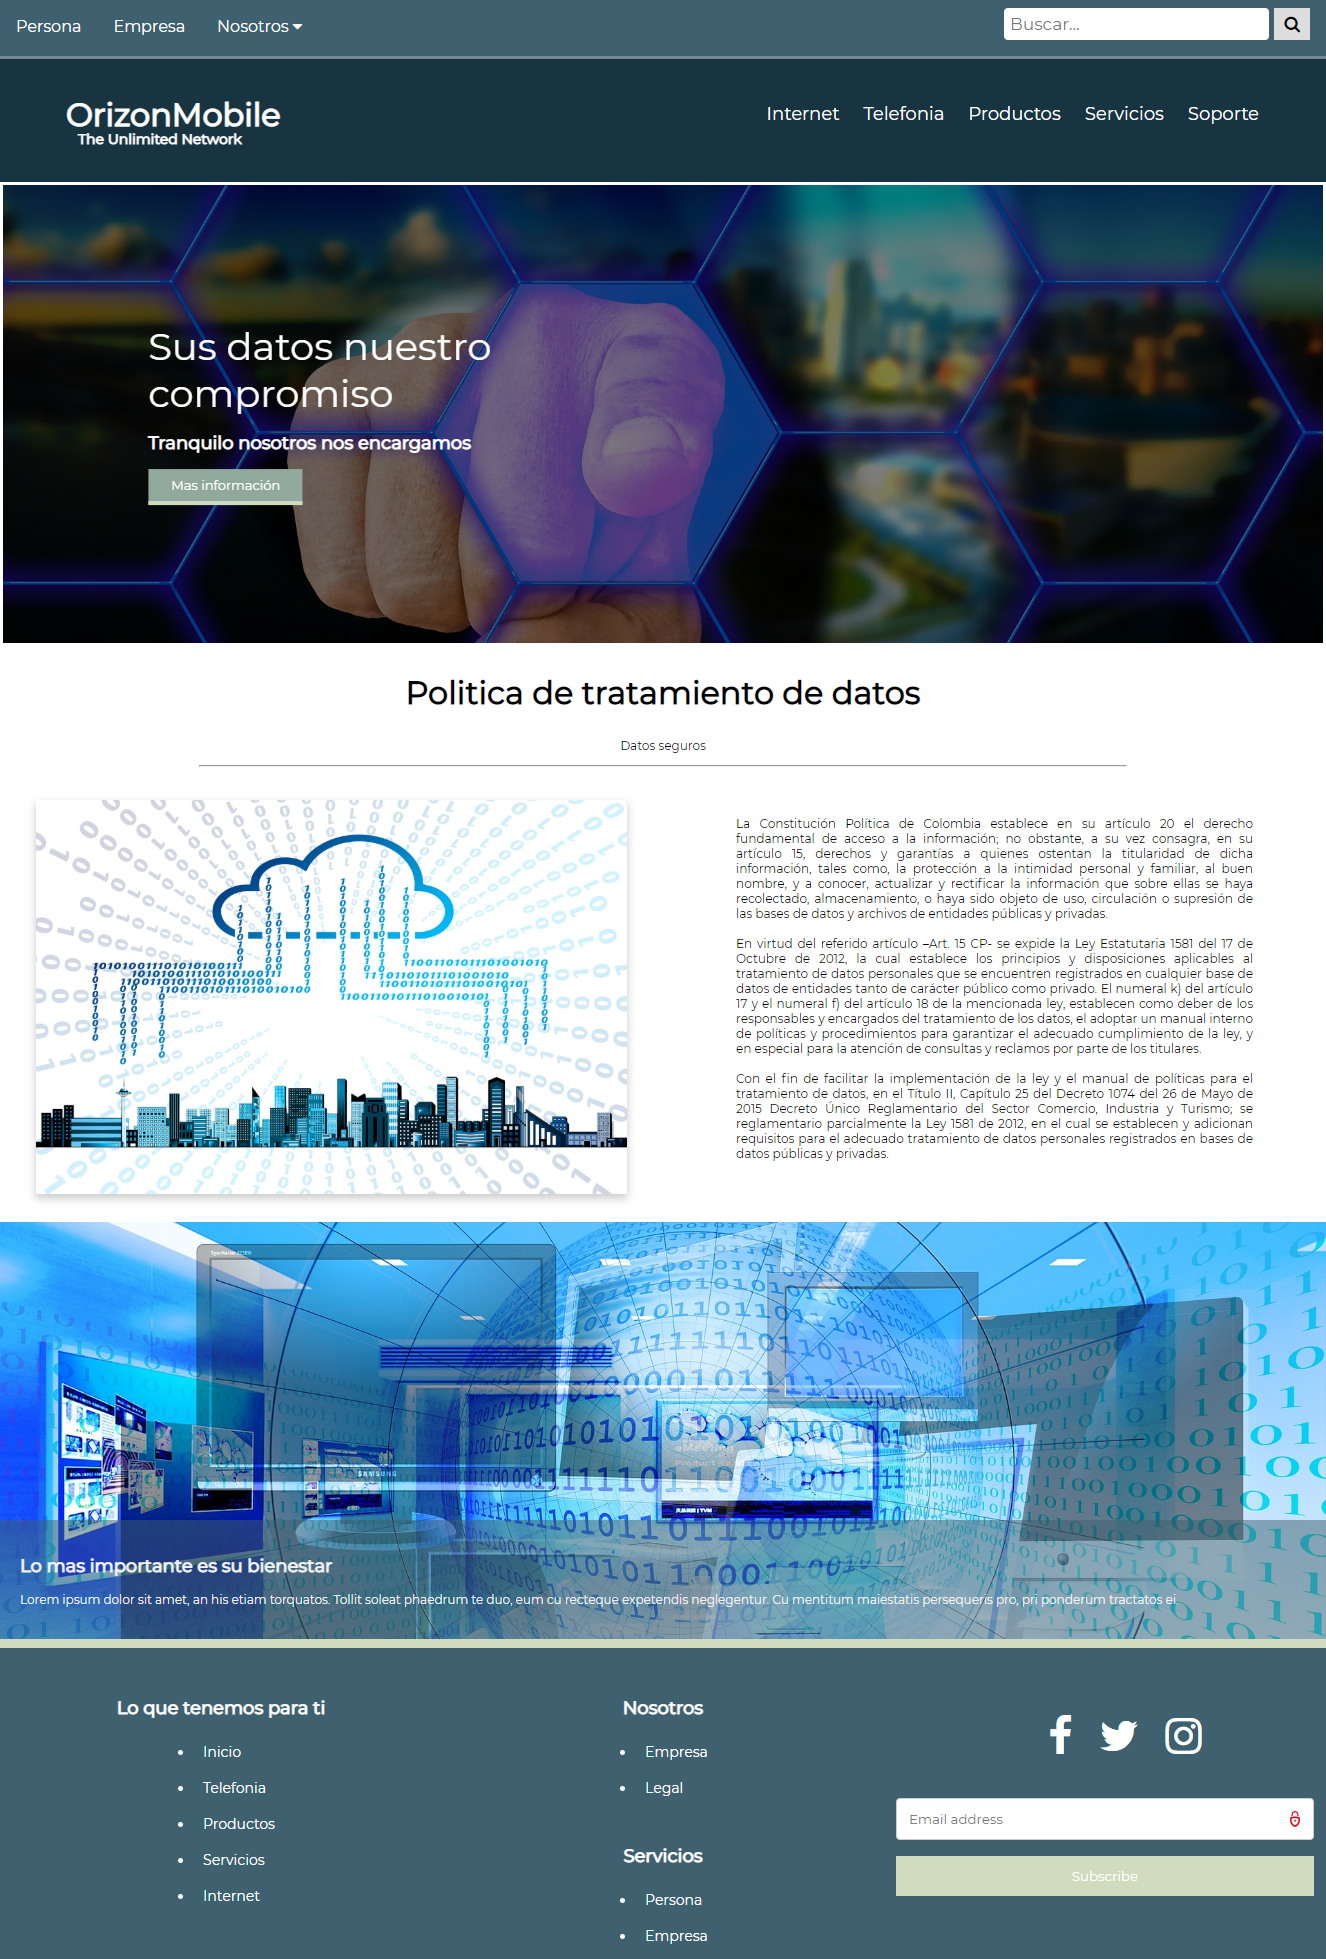 Persona Empresa Nosotros
Buscar...
OrizonMobile
The Unlimited Network
Internet Telefonia Productos Servicios Soporte
Sus datos nuestro
compromiso
Tranquilo nosotros nos encargamos
Mas información
Politica de tratamiento de datos
Datos seguros
La Constitución Política de Colombia establece en su artículo 20 el derecho
fundamental de acceso a la información; no obstante, a su vez consagra, en su
artículo 15, derechos y garantías a quienes ostentan la titularidad de dicha
información, tales como, la protección a la intimidad personal y familiar, al buen
nombre, y a conocer, actualizar y rectificar la información que sobre ellas se haya
recolectado, almacenamiento, o haya sido objeto de uso, circulación o supresión de
las bases de datos y archivos de entidades públicas y privadas.
En virtud del referido artículo –Art. 15 CP- se expide la Ley Estatutaria 1581 del 17 de
Octubre de 2012, la cual establece los principios y disposiciones aplicables al
tratamiento de datos personales que se encuentren registrados en cualquier base de
datos de entidades tanto de carácter público como privado. El numeral k) del artículo
17 y el numeral f) del artículo 18 de la mencionada ley, establecen como deber de los
responsables y encargados del tratamiento de los datos, el adoptar un manual interno
de políticas y procedimientos para garantizar el adecuado cumplimiento de la ley, y
en especial para la atención de consultas y reclamos por parte de los titulares.
Con el fin de facilitar la implementación de la ley y el manual de políticas para el
tratamiento de datos, en el Título II, Capítulo 25 del Decreto 1074 del 26 de Mayo de
2015 Decreto Único Reglamentario del Sector Comercio, Industria y Turismo; se
reglamentario parcialmente la Ley 1581 de 2012, en el cual se establecen y adicionan
requisitos para el adecuado tratamiento de datos personales registrados en bases de
datos públicas y privadas.
SAMSUNG
eMeeting
Lo mas importante es su bienestar
Lorem ipsum dolor sit amet, an his etiam torquatos. Tollit soleat phaedrum te duo, eum cu recteque expetendis neglegentur. Cu mentitum maiestatis persequeris pro, pri ponderum tractatos ei.
Lo que tenemos para ti
Inicio
Telefonia
Productos
Servicios
Internet
Nosotros
Empresa
Legal
Servicios
Persona
Empresa
Email address
Subscribe